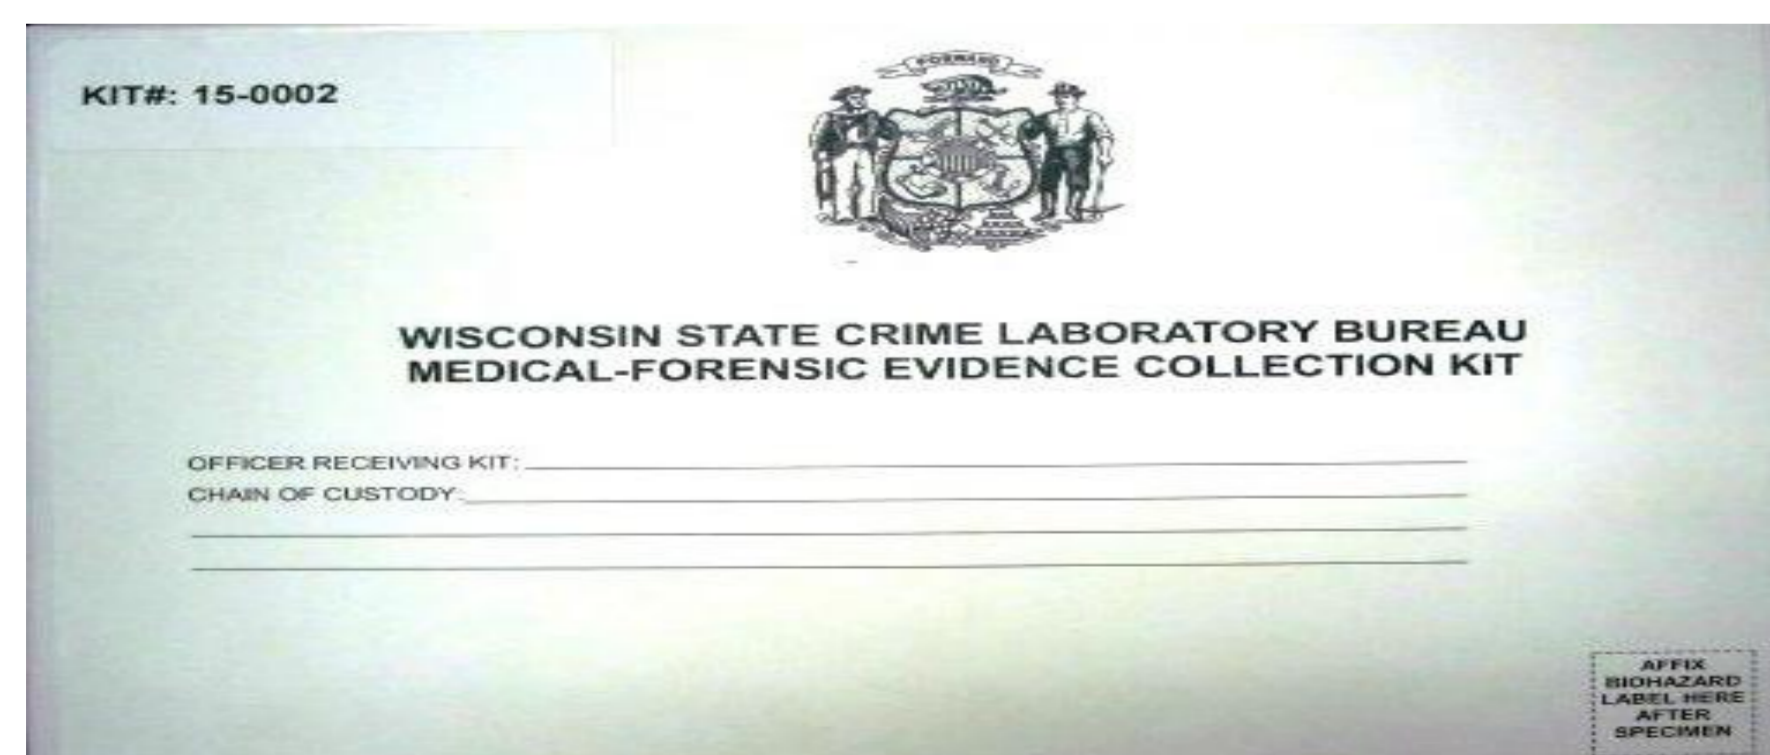 KIT#: 15-0002
FORWARD
WISCONSIN STATE CRIME LABORATORY BUREAU
MEDICAL-FORENSIC EVIDENCE COLLECTION KIT
OFFICER RECEIVING KIT:
CHAIN OF CUSTODY:
AFFIX
BIOHAZARD
LABEL HERE
AFTER
SPECIMEN